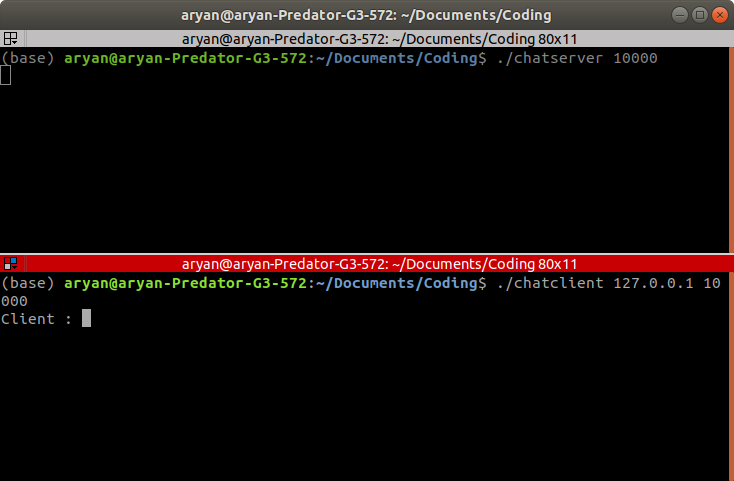 aryan@aryan-Predator-G3-572: ~/Documents/Coding
aryan@aryan-Predator-G3-572: ~/Documents/Coding 80x11
(base) aryan@aryan-Predator-G3-572:~/Documents/Coding$ ./chatserver 10000
aryan@aryan-Predator-G3-572: ~/Documents/Coding 80x11
(base) aryan@aryan-Predator-G3-572:~/Documents/Coding$ ./chatclient 127.0.0.1 10
000
Client :